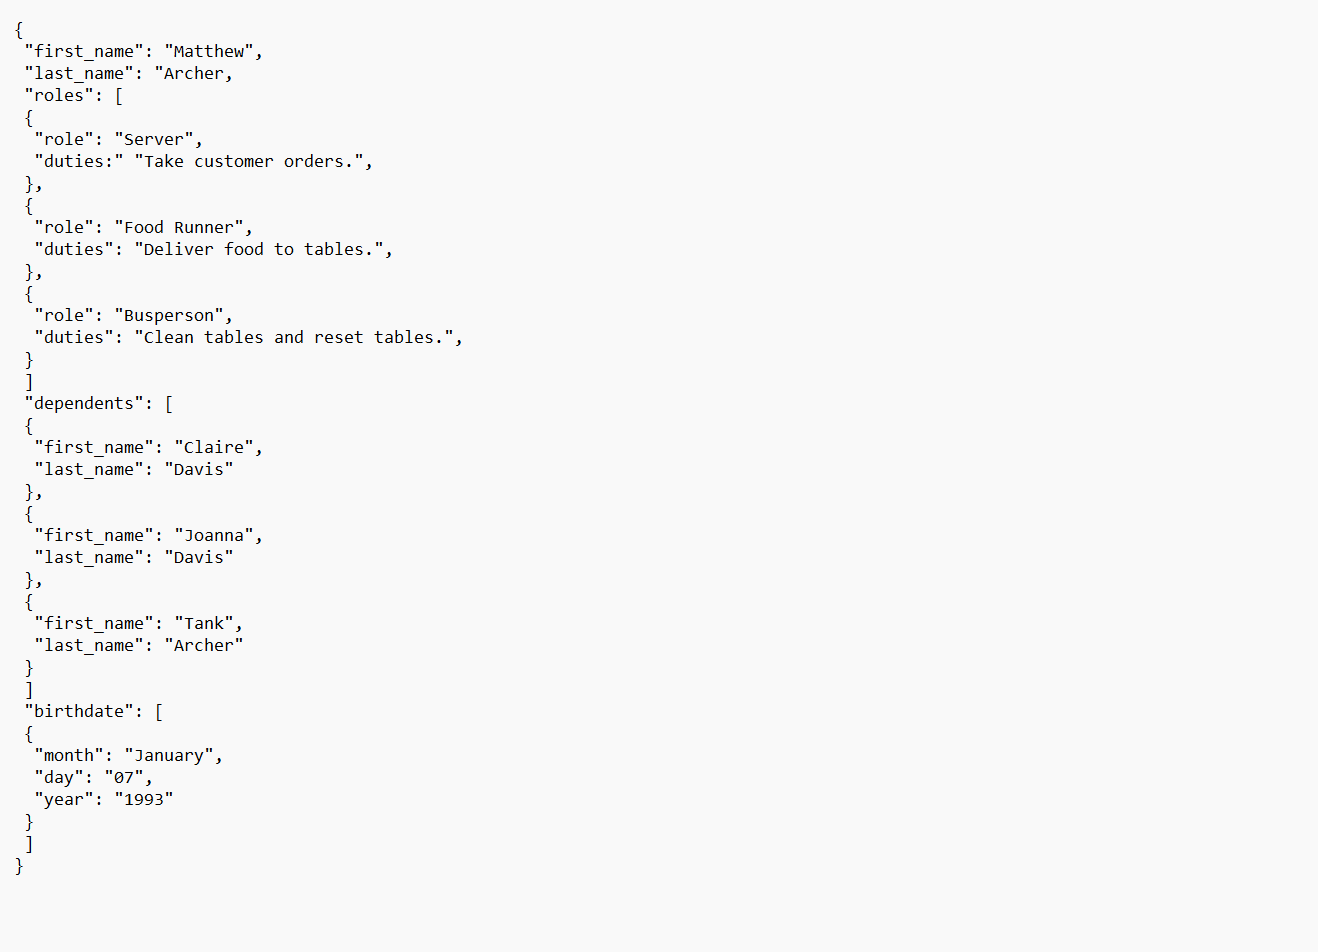 {
 "first_name": "Matthew",
 "last_name": "Archer,
 "roles": [
 {
  "role": "Server",
  "duties:" "Take customer orders.",
 },
 {
  "role": "Food Runner",
  "duties": "Deliver food to tables.",
 },
 {
  "role": "Busperson",
  "duties": "Clean tables and reset tables.",
 }
 ]
 "dependents": [
 {
  "first_name": "Claire",
  "last_name": "Davis"
 },
 {
  "first_name": "Joanna",
  "last_name": "Davis"
 },
 {
  "first_name": "Tank",
  "last_name": "Archer"
 }
 ]
 "birthdate": [
 {
  "month": "January",
  "day": "07",
  "year": "1993"
 }
 ]
}